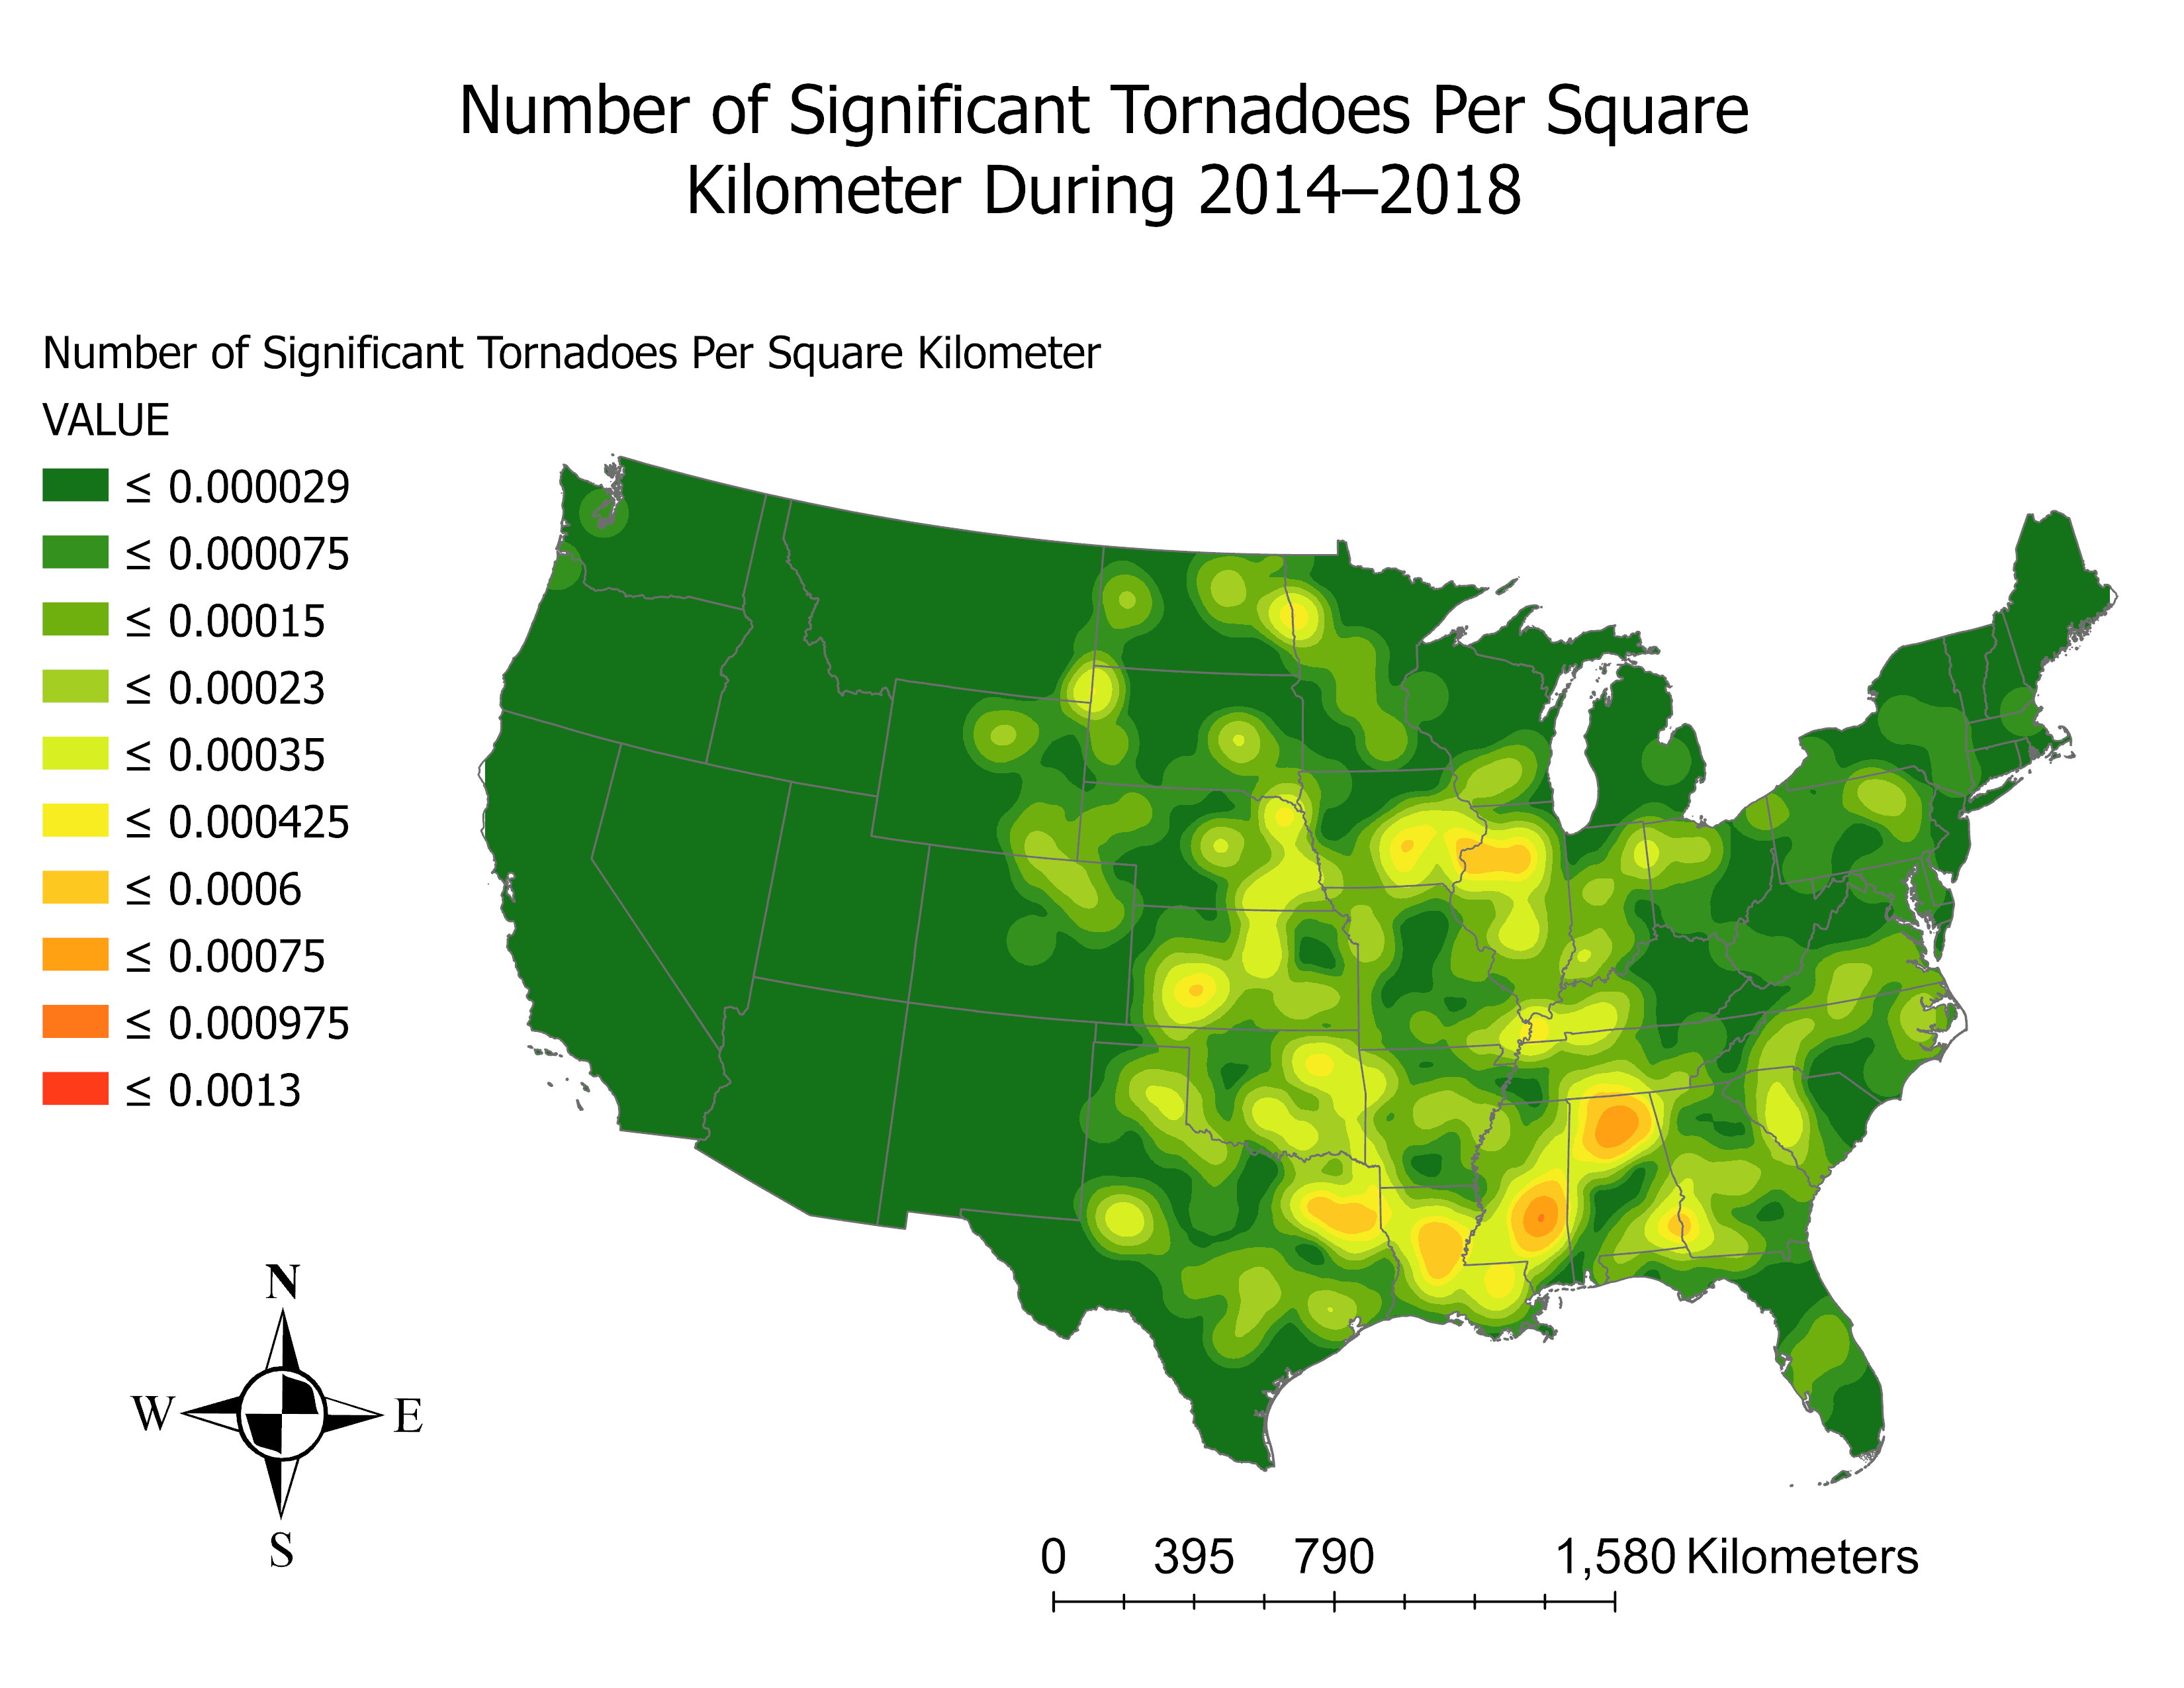 Number of Significant Tornadoes Per Square
Kilometer During 2014–2018
Number of Significant Tornadoes Per Square Kilometer
VALUE
≤ 0.000029
≤ 0.000075
≤ 0.00015
≤ 0.00023
≤ 0.00035
≤ 0.000425
≤ 0.0006
≤ 0.00075
≤ 0.000975
≤ 0.0013
N
W E
S
0 395 790 1,580 Kilometers